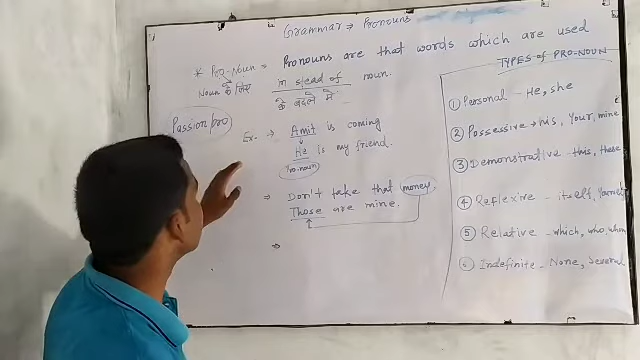 Grammar ⇒ Pronouns
* Pro-Noun = Pronouns are that words which are used
Noun के लिए in stead of noun.
के बदले में
Passion pro
Ex. → Amit is coming
He is my friend.
Pro-noun
⇒ Don't take that money.
Those are mine.
⇒
TYPES of PRO-NOUN
① Personal - He, she
② Possessive → his, your, mine
③ Demonstrative - this, these
④ Reflexive - itself,
⑤ Relative - which, who, whom
⑥ Indefinite - None, Several